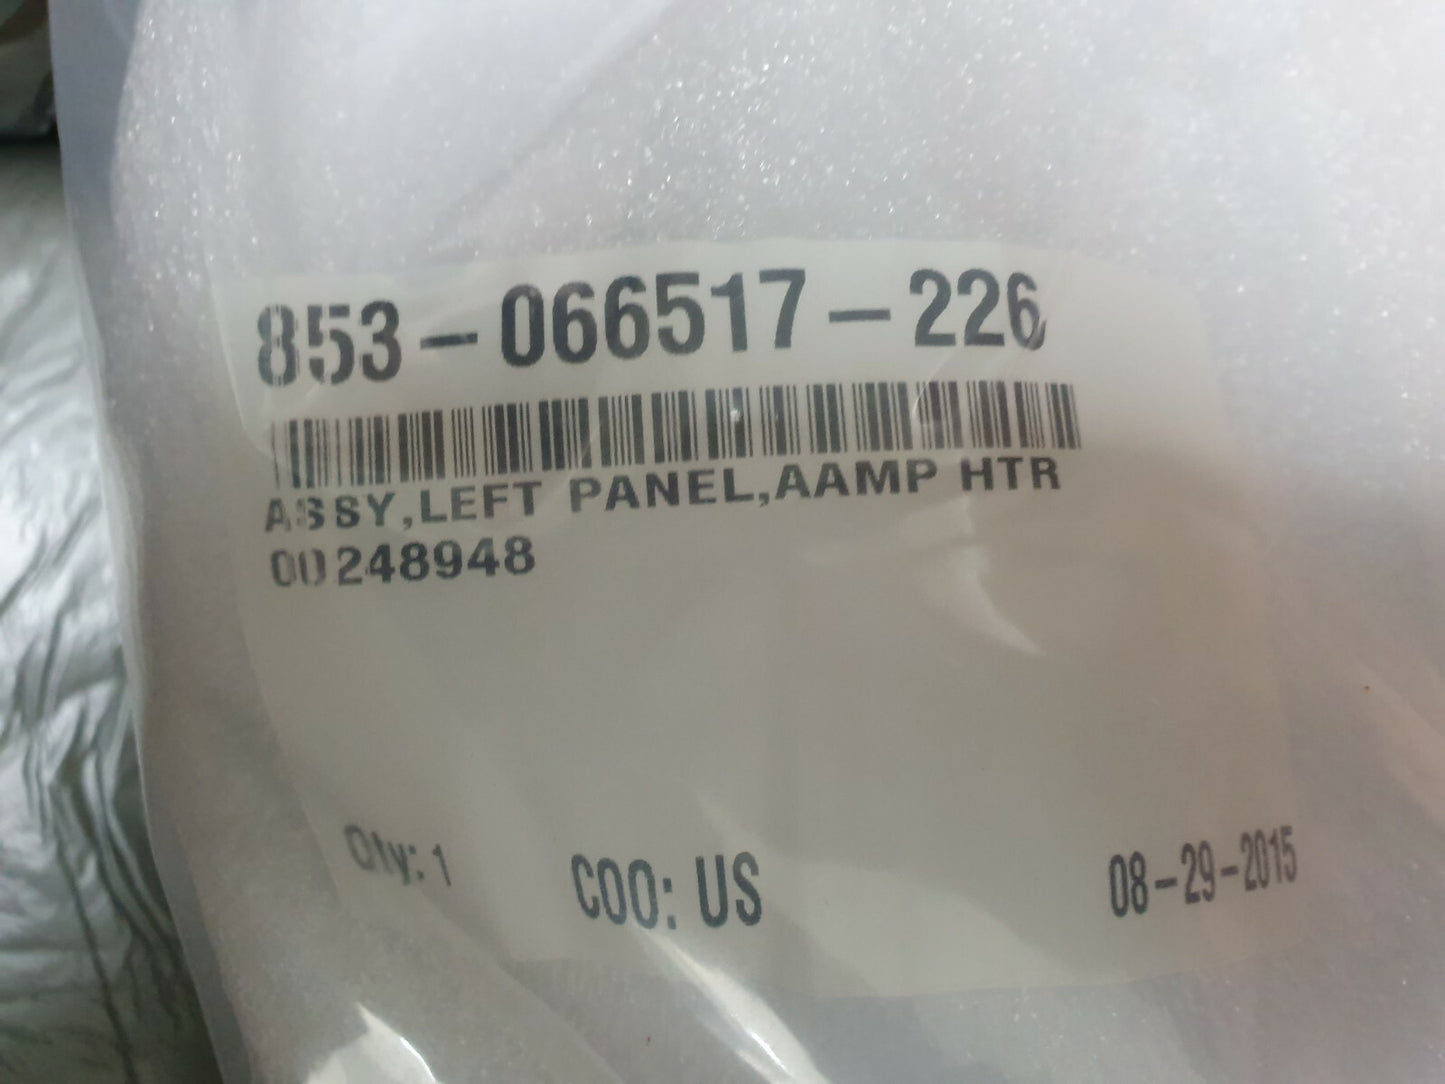 853-066517-226
ASSY,LEFT PANEL,AAMP HTR
00248948
Qty: 1
COO: US
08-29-2015